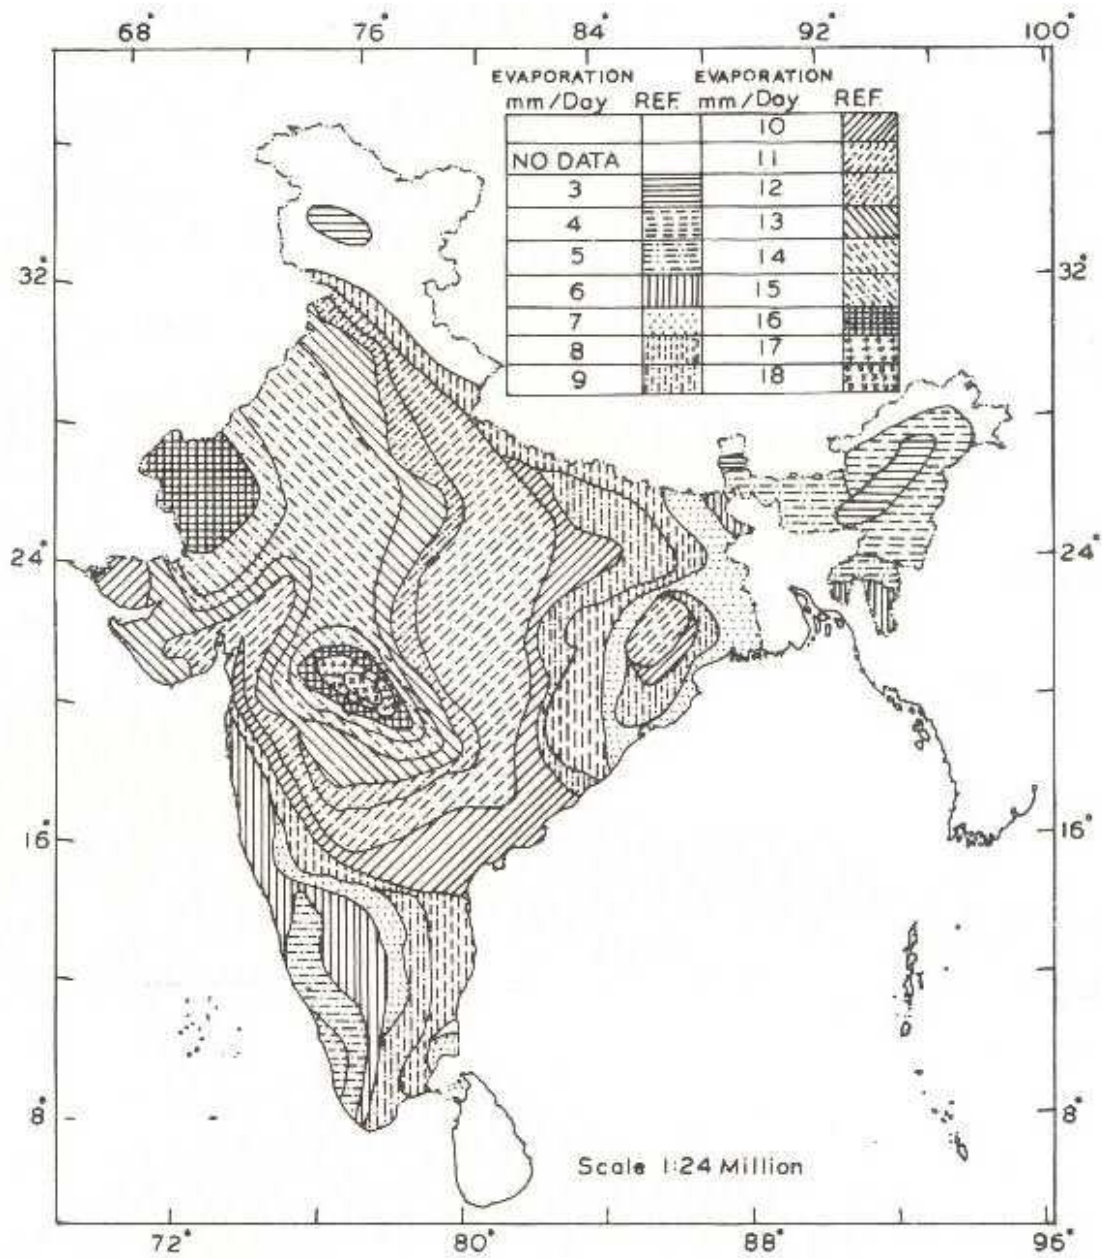 68° 76° 84° 92° 100°
EVAPORATION EVAPORATION
mm/Day REF. mm/Day REF.
10
NO DATA 11
3 12
4 13
5 14
6 15
7 16
8 17
9 18
32° 32°
24° 24°
16° 16°
8° 8°
Scale 1:24 Million
72° 80° 88° 96°